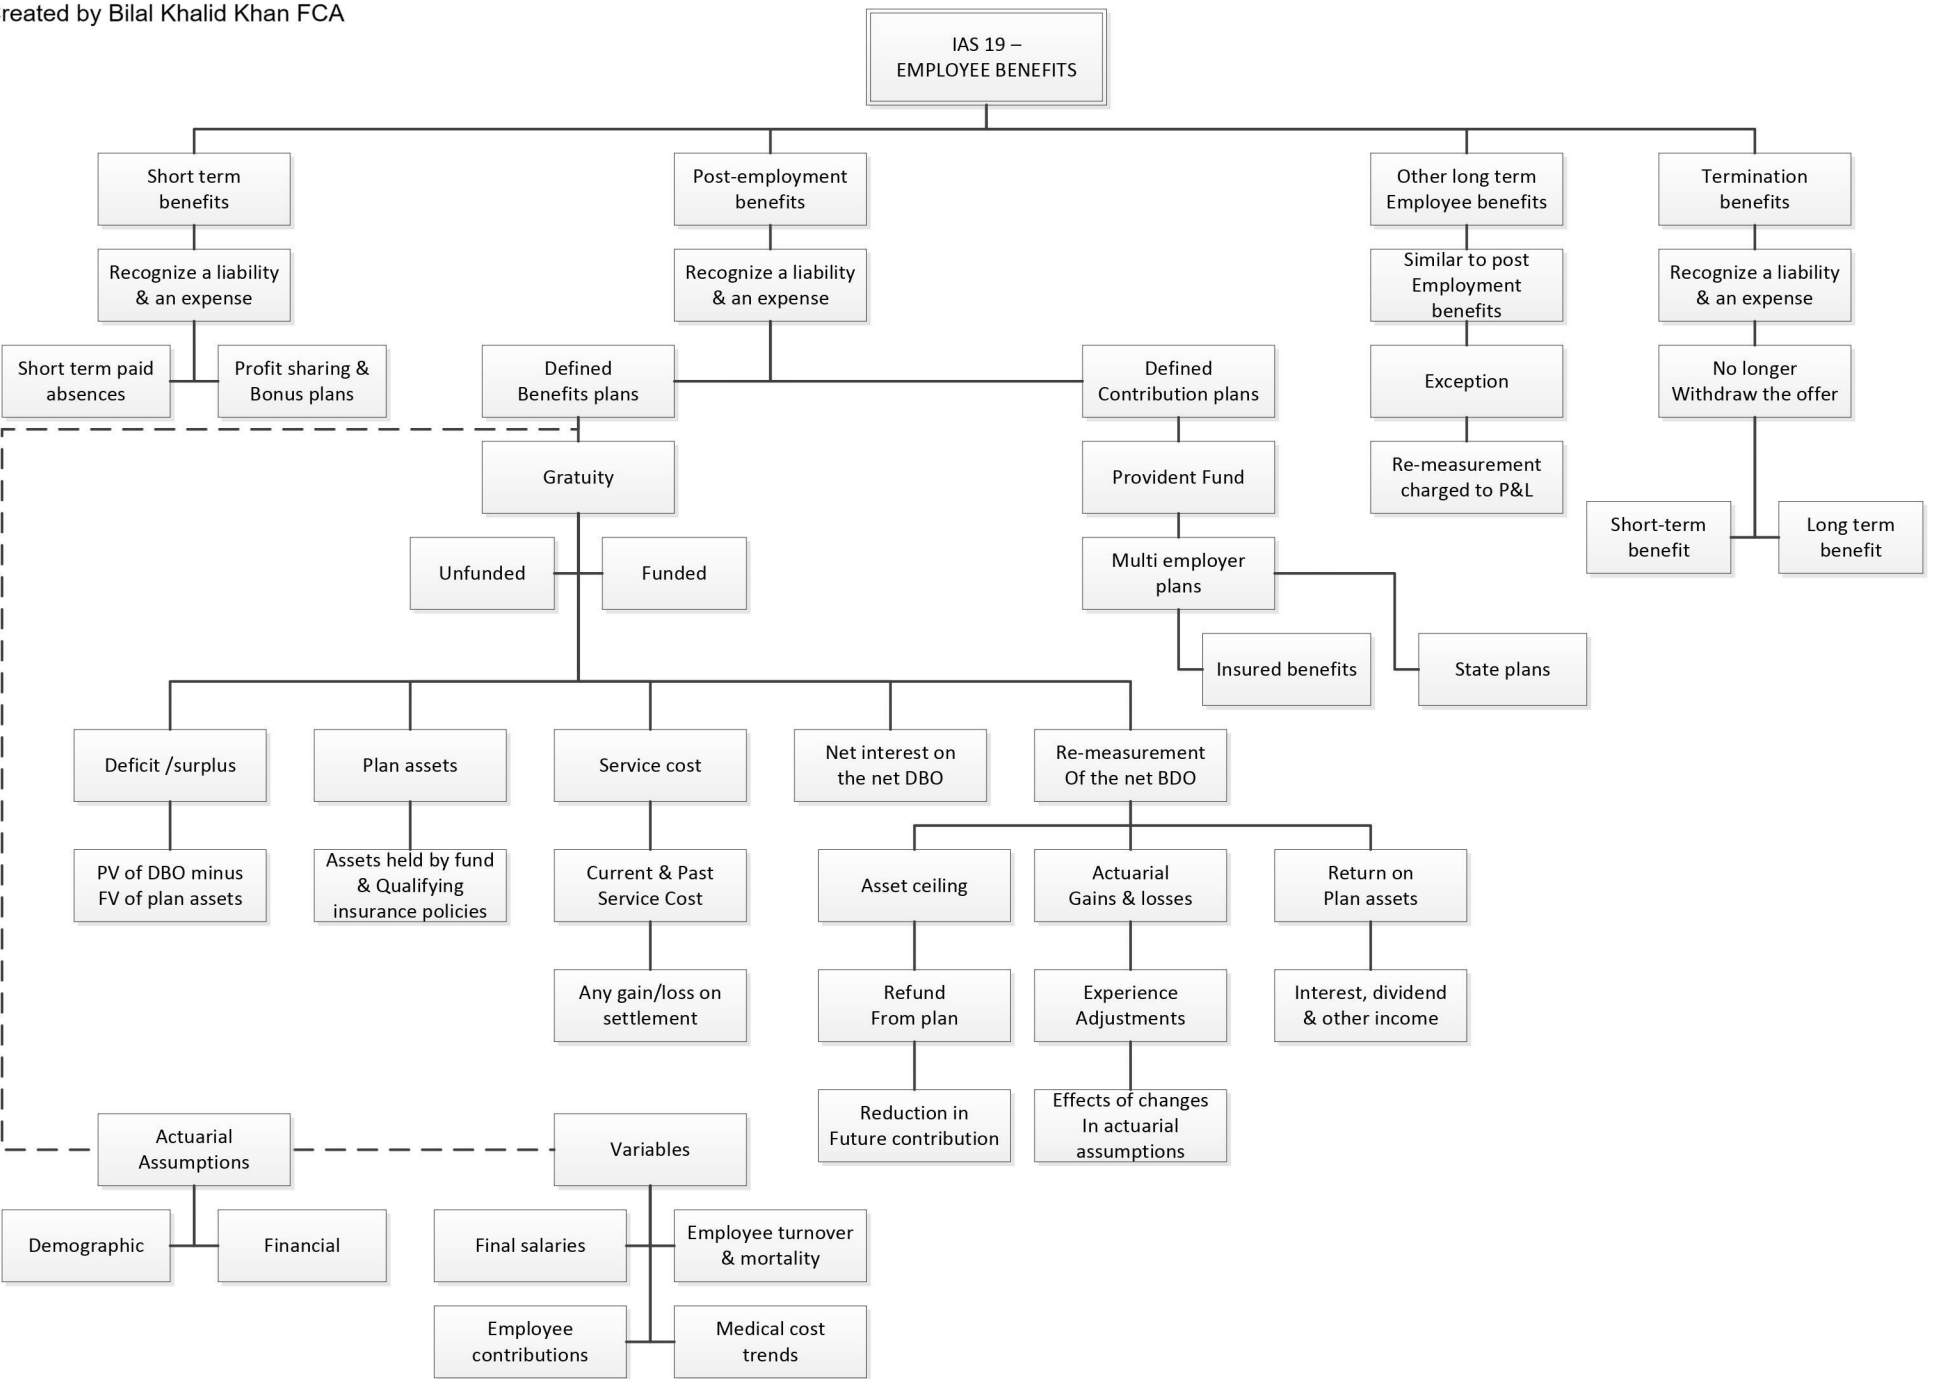 reated by Bilal Khalid Khan FCA
IAS 19 –
EMPLOYEE BENEFITS
Short term
benefits
Post-employment
benefits
Other long term
Employee benefits
Termination
benefits
Recognize a liability
& an expense
Recognize a liability
& an expense
Similar to post
Employment
benefits
Recognize a liability
& an expense
Short term paid
absences
Profit sharing &
Bonus plans
Defined
Benefits plans
Defined
Contribution plans
Exception
No longer
Withdraw the offer
Gratuity
Provident Fund
Re-measurement
charged to P&L
Short-term
benefit
Long term
benefit
Unfunded
Funded
Multi employer
plans
Insured benefits
State plans
Deficit /surplus
Plan assets
Service cost
Net interest on
the net DBO
Re-measurement
Of the net BDO
PV of DBO minus
FV of plan assets
Assets held by fund
& Qualifying
insurance policies
Current & Past
Service Cost
Asset ceiling
Actuarial
Gains & losses
Return on
Plan assets
Any gain/loss on
settlement
Refund
From plan
Experience
Adjustments
Interest, dividend
& other income
Reduction in
Future contribution
Effects of changes
In actuarial
assumptions
Actuarial
Assumptions
Variables
Demographic
Financial
Final salaries
Employee turnover
& mortality
Employee
contributions
Medical cost
trends